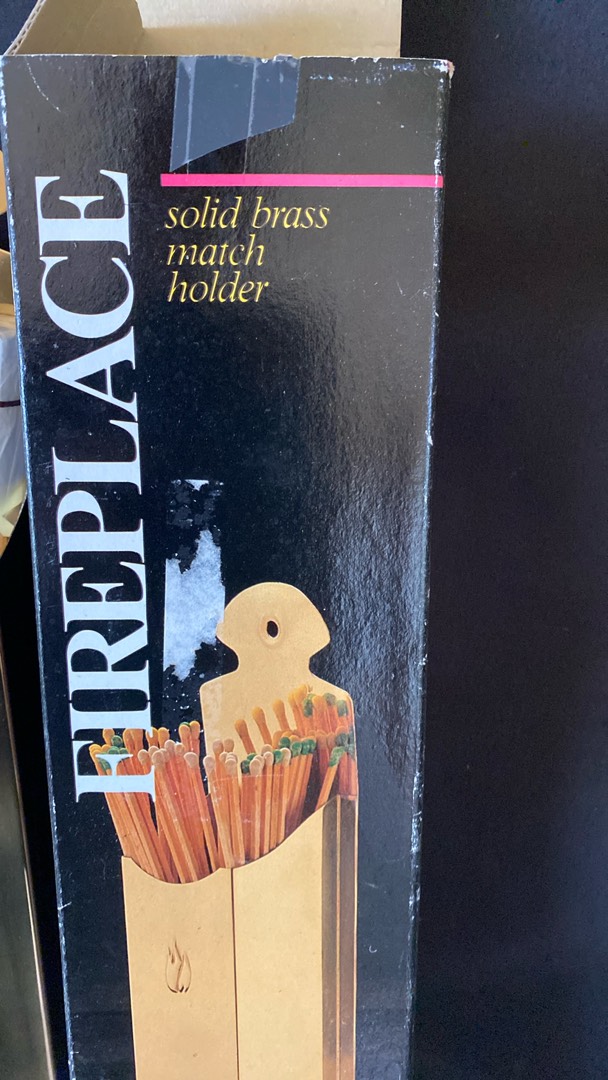 FIREPLACE
solid brass
match
holder